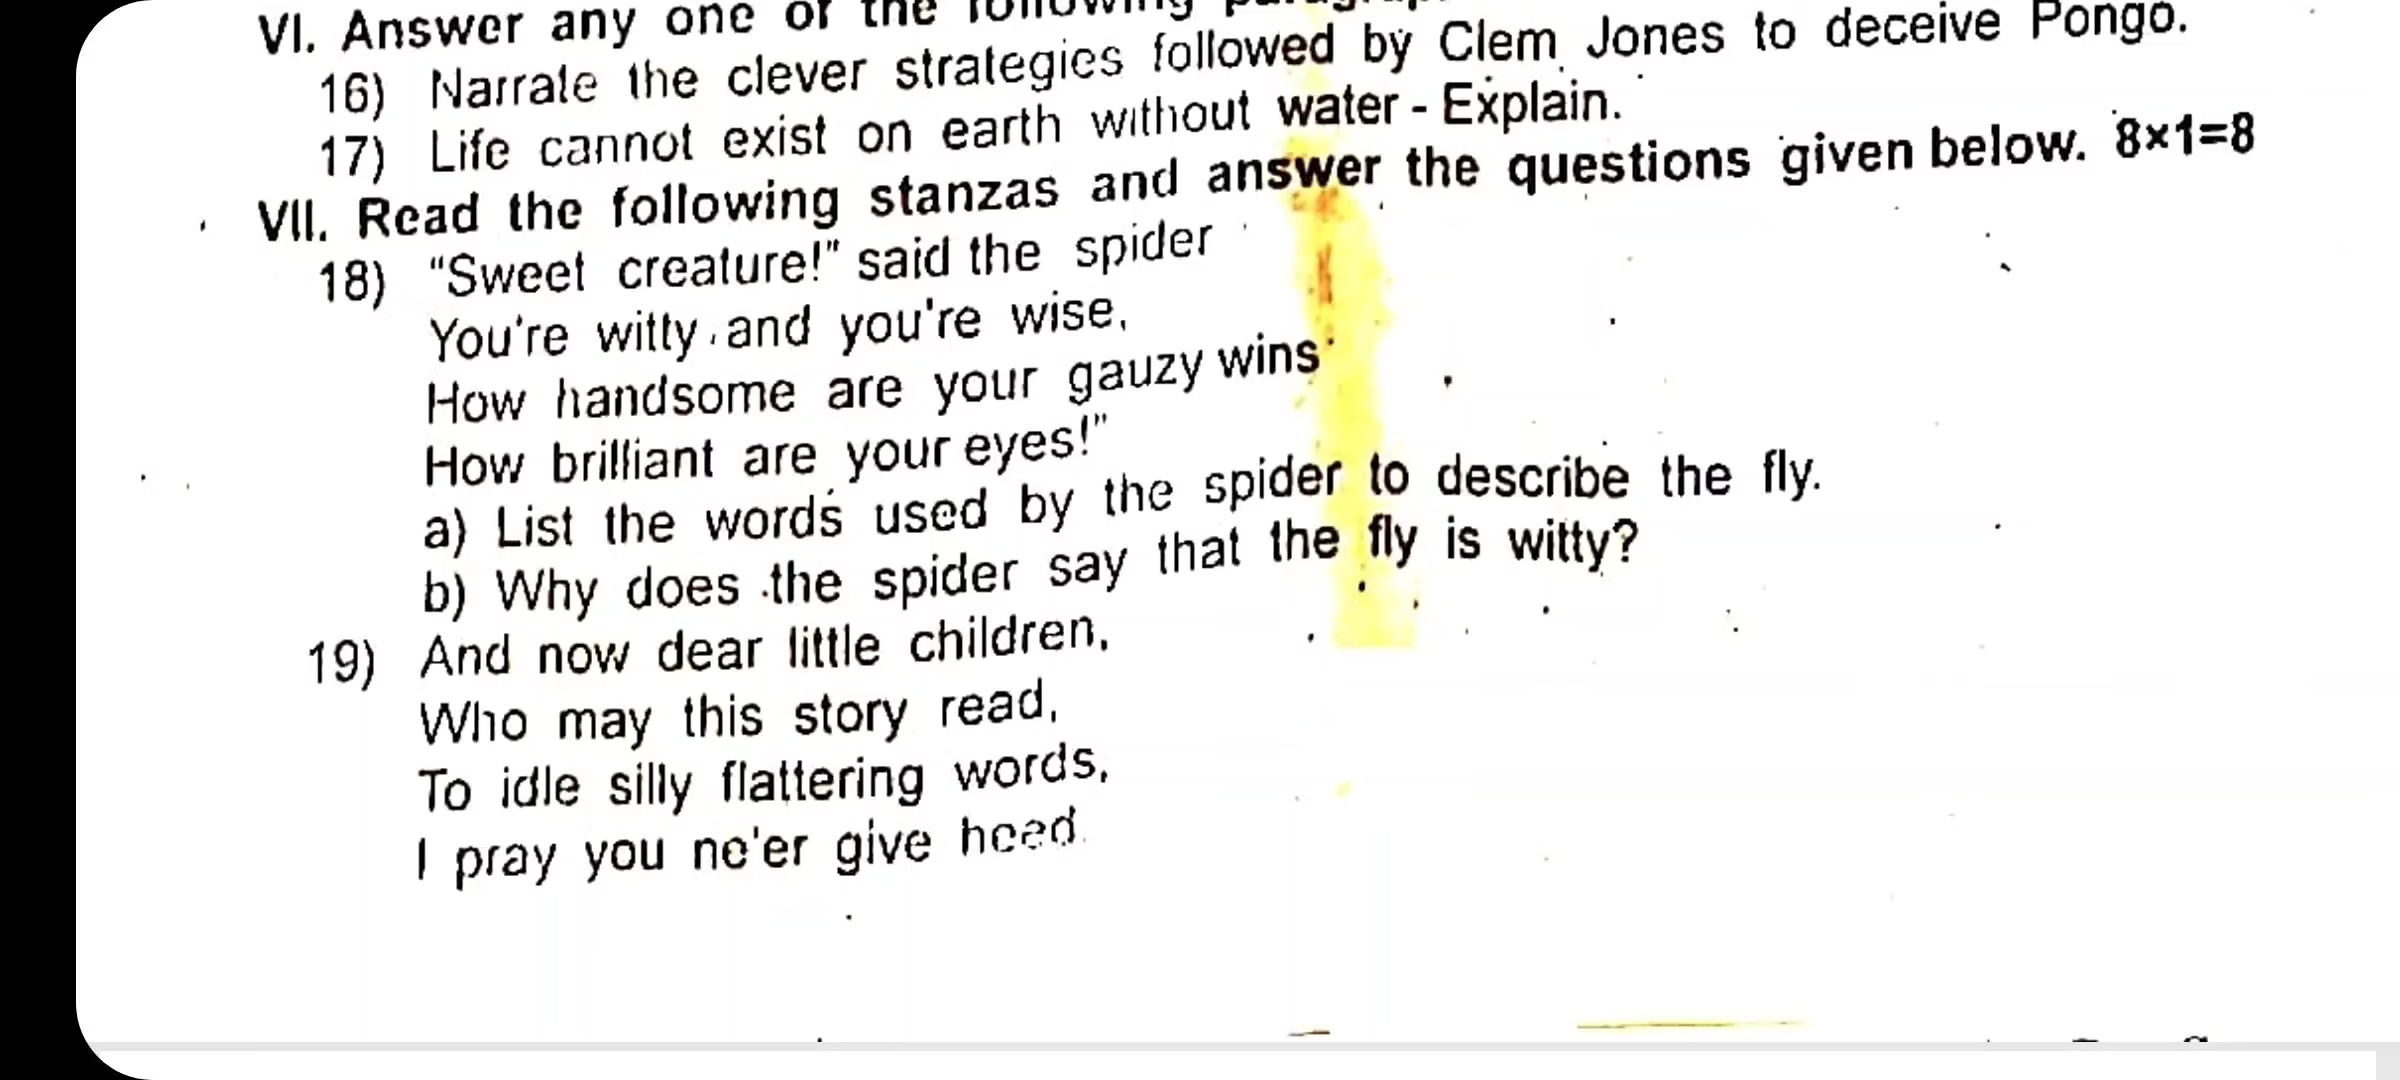 VI. Answer any one of the following
16) Narrate the clever strategies followed by Clem Jones to deceive Pongo.
17) Life cannot exist on earth without water - Explain.
VII. Read the following stanzas and answer the questions given below. 8×1=8
18) "Sweet creature!" said the spider
You're witty and you're wise,
How handsome are your gauzy wins
How brilliant are your eyes!"
a) List the words used by the spider to describe the fly.
b) Why does the spider say that the fly is witty?
19) And now dear little children,
Who may this story read,
To idle silly flattering words,
I pray you ne'er give heed.